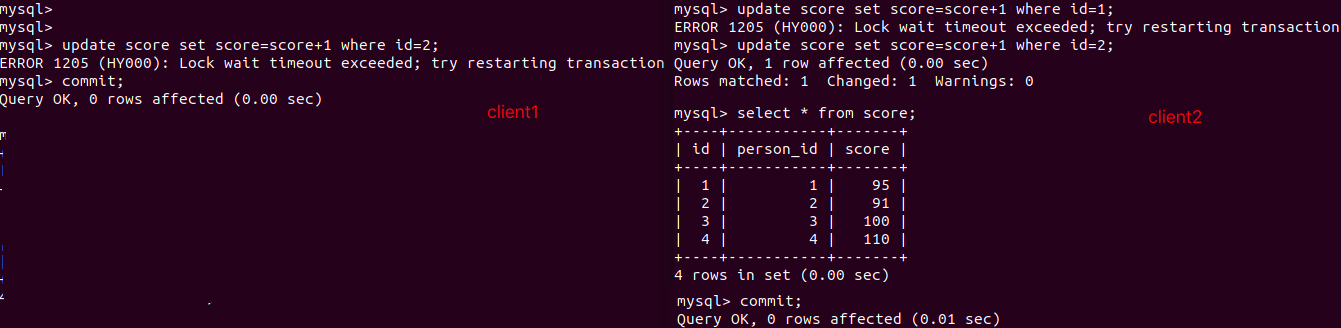 mysql>
mysql>
mysql> update score set score=score+1 where id=2;
ERROR 1205 (HY000): Lock wait timeout exceeded; try restarting transaction
mysql> commit;
Query OK, 0 rows affected (0.00 sec)
client1
mysql> update score set score=score+1 where id=1;
ERROR 1205 (HY000): Lock wait timeout exceeded; try restarting transaction
mysql> update score set score=score+1 where id=2;
Query OK, 1 row affected (0.00 sec)
Rows matched: 1  Changed: 1  Warnings: 0
mysql> select * from score;
client2
+----+-----------+-------+
| id | person_id | score |
+----+-----------+-------+
|  1 |         1 |    95 |
|  2 |         2 |    91 |
|  3 |         3 |   100 |
|  4 |         4 |   110 |
+----+-----------+-------+
4 rows in set (0.00 sec)
mysql> commit;
Query OK, 0 rows affected (0.01 sec)